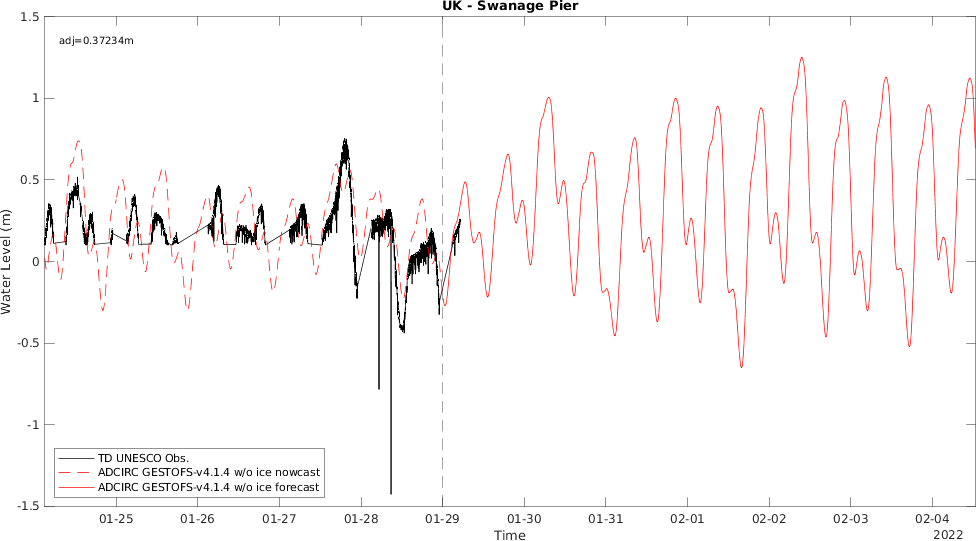 UK - Swanage Pier
adj=0.37234m
1.5
1
0.5
0
-0.5
-1
-1.5
Water Level (m)
TD UNESCO Obs.
ADCIRC GESTOFS-v4.1.4 w/o ice nowcast
ADCIRC GESTOFS-v4.1.4 w/o ice forecast
01-25 01-26 01-27 01-28 01-29 01-30 01-31 02-01 02-02 02-03 02-04
Time
2022